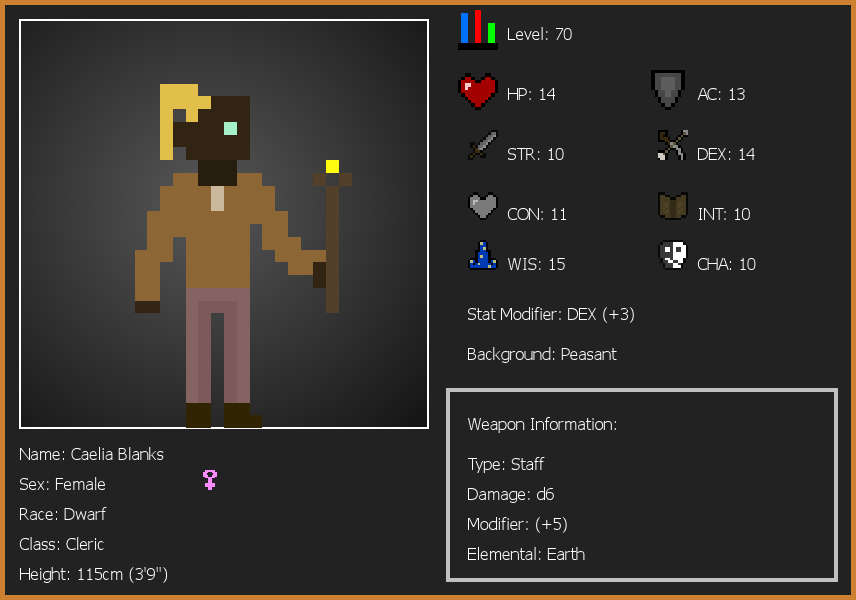 Level: 70
HP: 14
AC: 13
STR: 10
DEX: 14
CON: 11
INT: 10
WIS: 15
CHA: 10
Stat Modifier: DEX (+3)
Background: Peasant
Weapon Information:
Type: Staff
Damage: d6
Modifier: (+5)
Elemental: Earth
Name: Caelia Blanks
Sex: Female
Race: Dwarf
Class: Cleric
Height: 115cm (3'9")